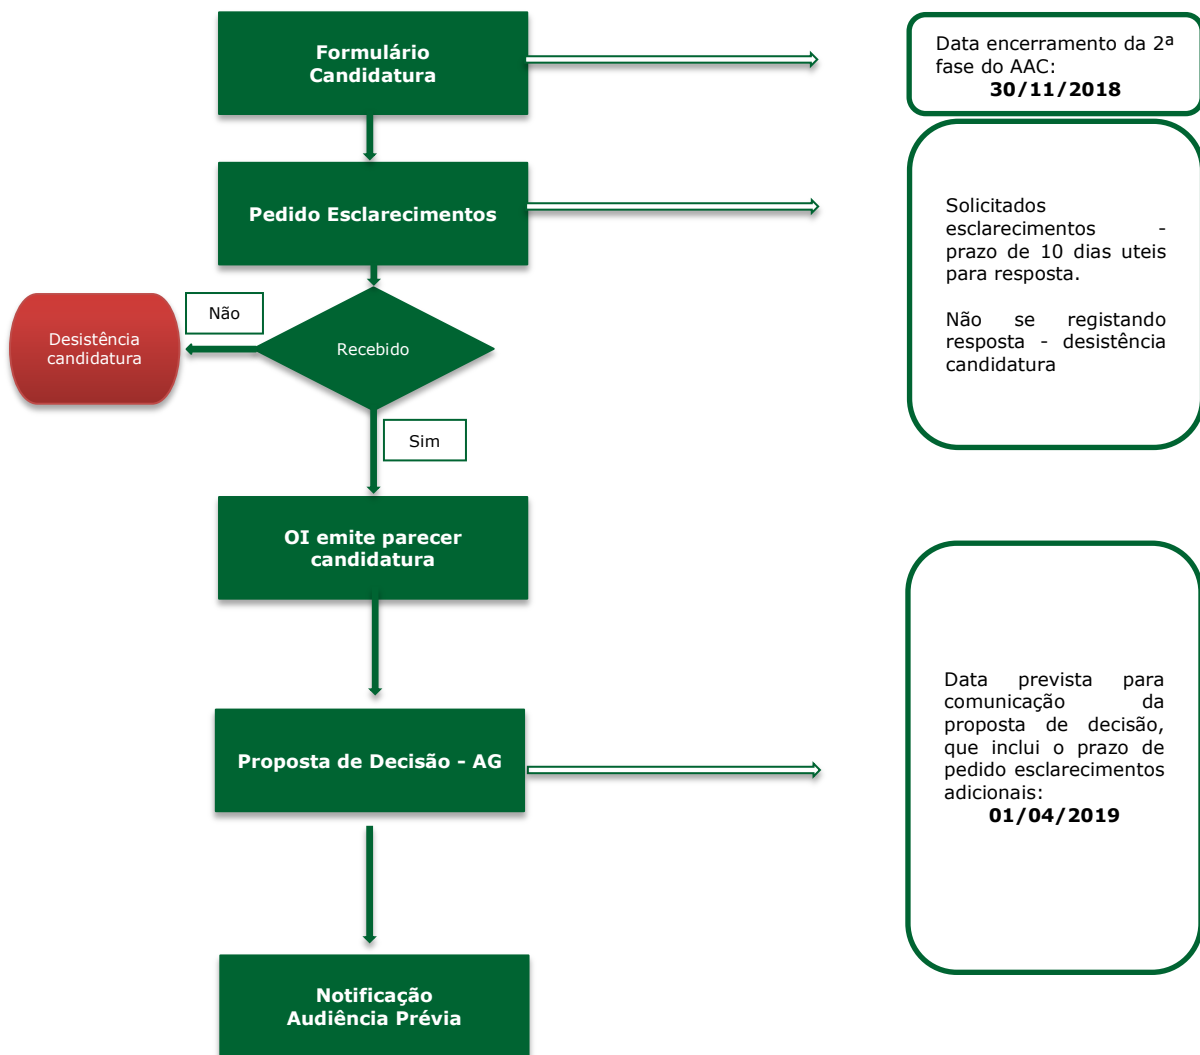 Formulário
Candidatura
Data encerramento da 2ª
fase do AAC:
30/11/2018
Pedido Esclarecimentos
Solicitados
esclarecimentos -
prazo de 10 dias uteis
para resposta.
Não se registando
resposta - desistência
candidatura
Não
Desistência
candidatura
Recebido
Sim
OI emite parecer
candidatura
Proposta de Decisão - AG
Data prevista para
comunicação da
proposta de decisão,
que inclui o prazo de
pedido esclarecimentos
adicionais:
01/04/2019
Notificação
Audiência Prévia